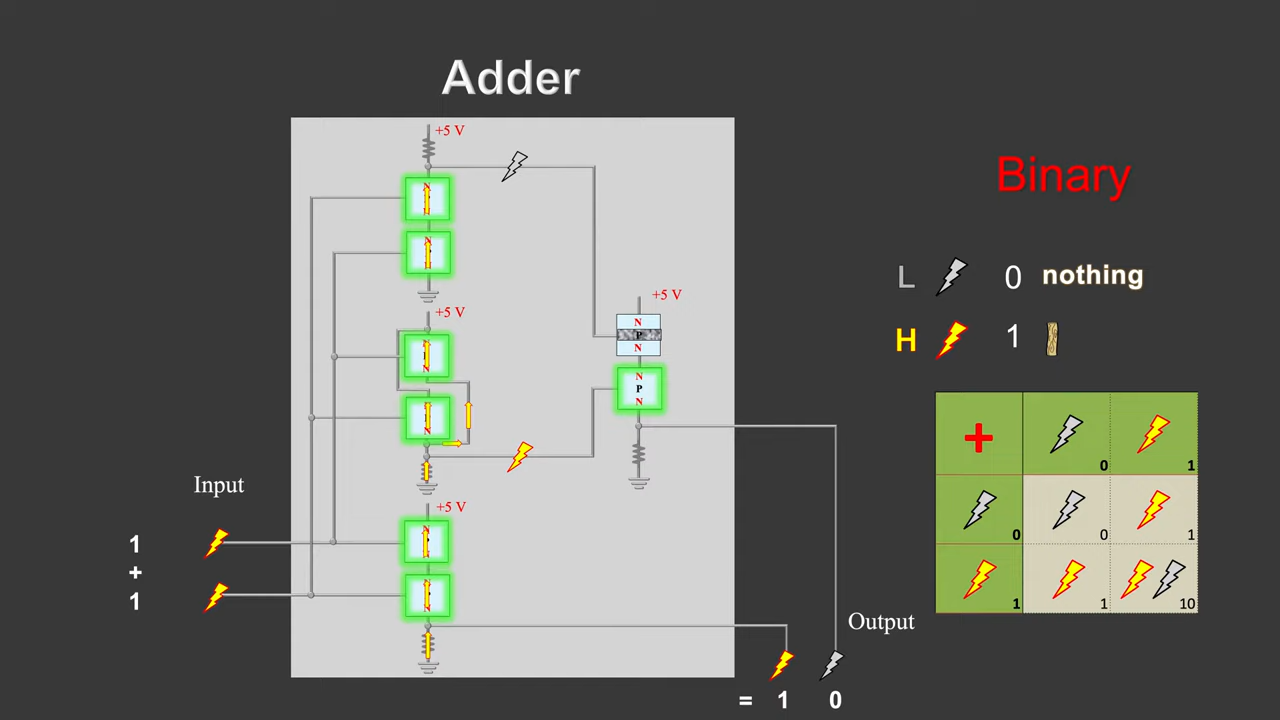 Adder
+5 V
N
N
+5 V
N
+5 V
N
+5 V
N
P
N
N
P
N
Input
1
+
1
Output
= 1 0
Binary
L 0 nothing
H 1
+ 0 1
0 0 1
1 1 10